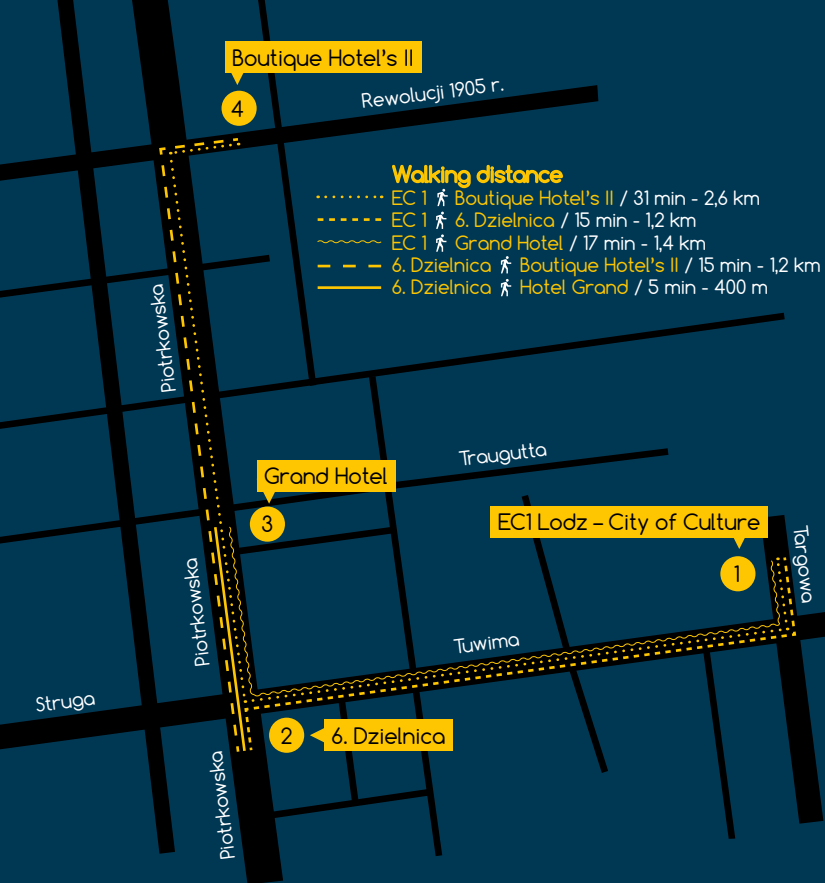 Boutique Hotel's II
4
Rewolucji 1905 r.
Walking distance
EC 1 Boutique Hotel's II / 31 min - 2,6 km
EC 1 6. Dzielnica / 15 min - 1,2 km
EC 1 Grand Hotel / 17 min - 1,4 km
6. Dzielnica Boutique Hotel's II / 15 min - 1,2 km
6. Dzielnica Hotel Grand / 5 min - 400 m
Piotrkowska
Traugutta
Grand Hotel
3
EC1 Lodz – City of Culture
1
Targowa
Piotrkowska
Tuwima
Struga
2
6. Dzielnica
Piotrkowska